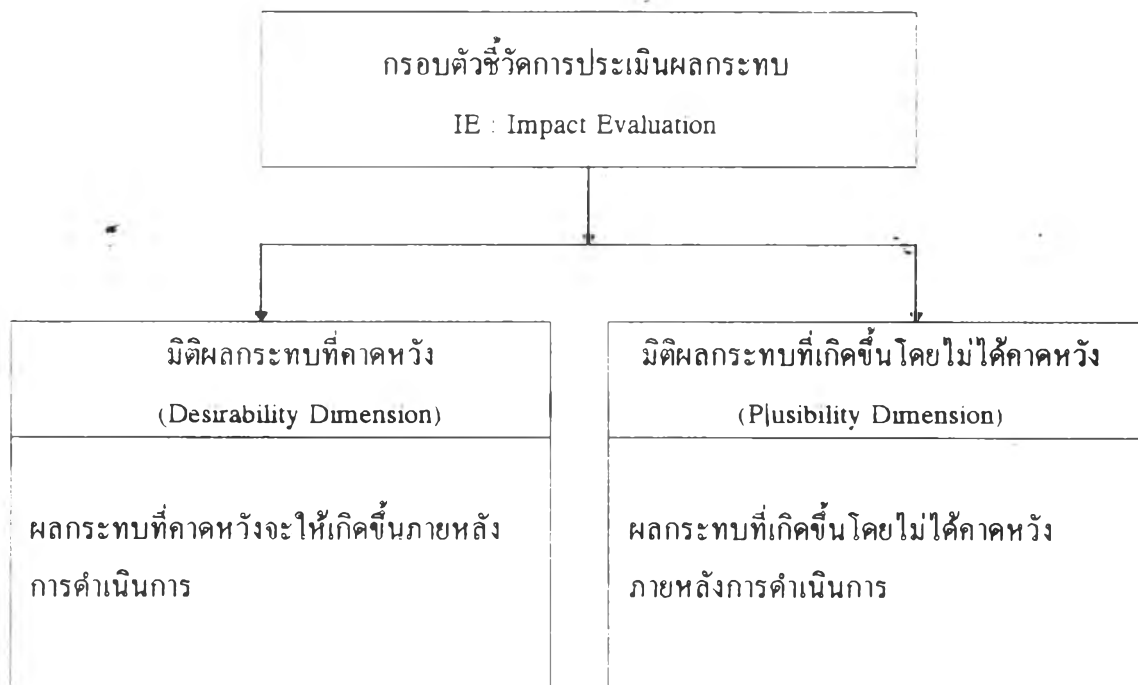 กรอบตัวชี้วัดการประเมินผลกระทบ
IE : Impact Evaluation
มิติผลกระทบที่คาดหวัง
(Desirability Dimension)
ผลกระทบที่คาดหวังจะให้เกิดขึ้นภายหลัง
การดำเนินการ
มิติผลกระทบที่เกิดขึ้นโดยไม่ได้คาดหวัง
(Plusibility Dimension)
ผลกระทบที่เกิดขึ้นโดยไม่ได้คาดหวัง
ภายหลังการดำเนินการ